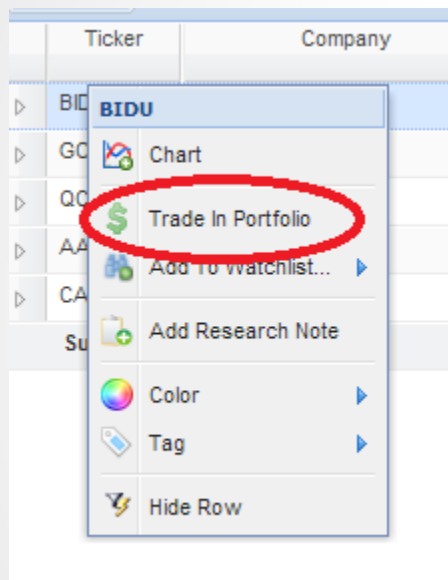 Ticker Company
BIDU
Chart
Trade In Portfolio
Add To Watchlist...
Add Research Note
Color
Tag
Hide Row